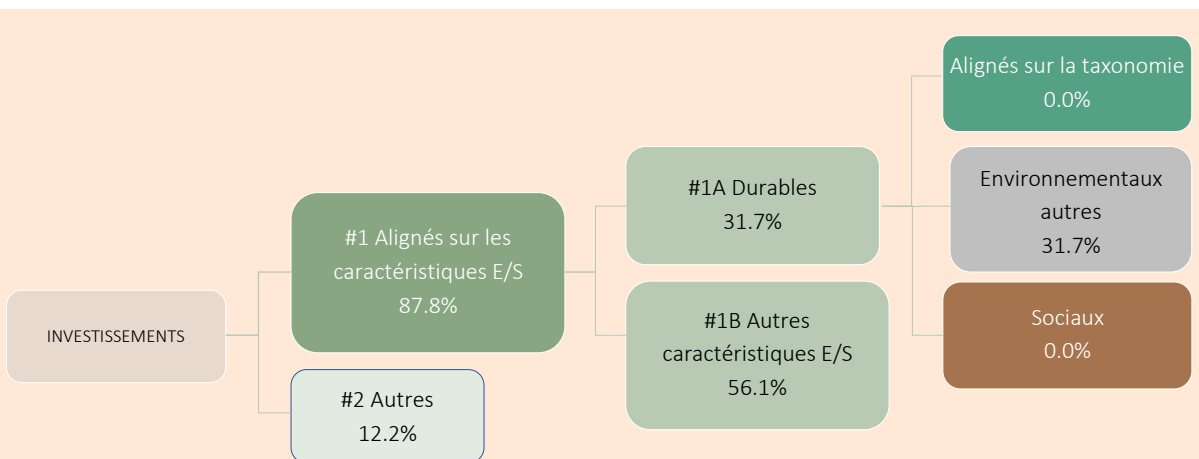 INVESTISSEMENTS
#1 Alignés sur les
caractéristiques E/S
87.8%
#2 Autres
12.2%
#1A Durables
31.7%
#1B Autres
caractéristiques E/S
56.1%
Alignés sur la taxonomie
0.0%
Environnementaux
autres
31.7%
Sociaux
0.0%